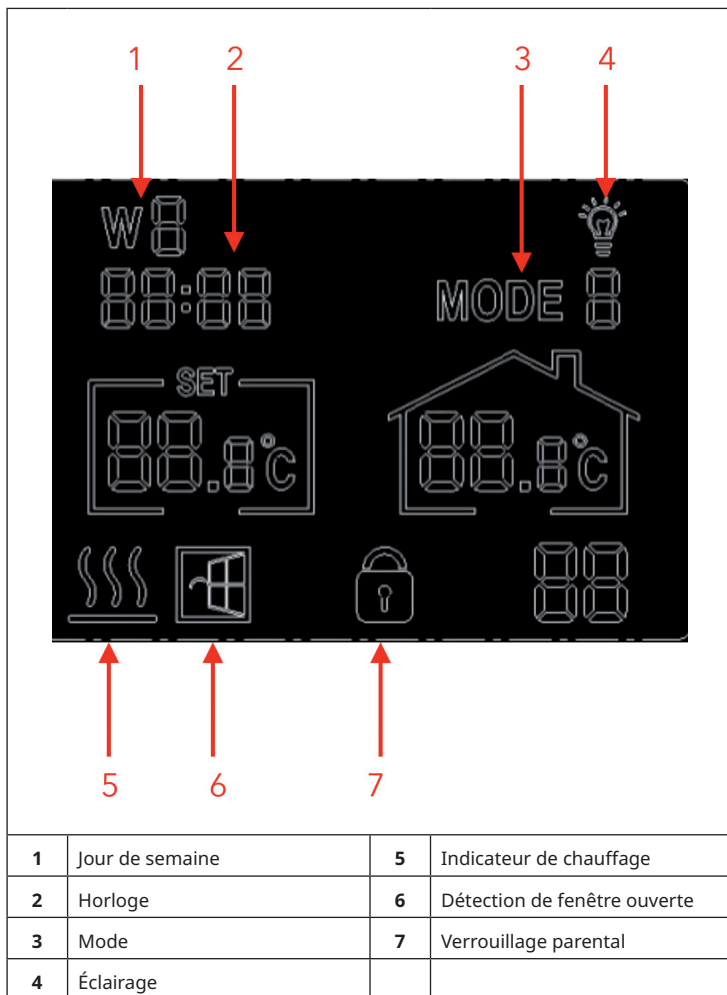 1 2 3 4
W8
88:88 MODE 8
SET
88.8°C 88.8°C
88
5 6 7
1 Jour de semaine 5 Indicateur de chauffage
2 Horloge 6 Détection de fenêtre ouverte
3 Mode 7 Verrouillage parental
4 Éclairage